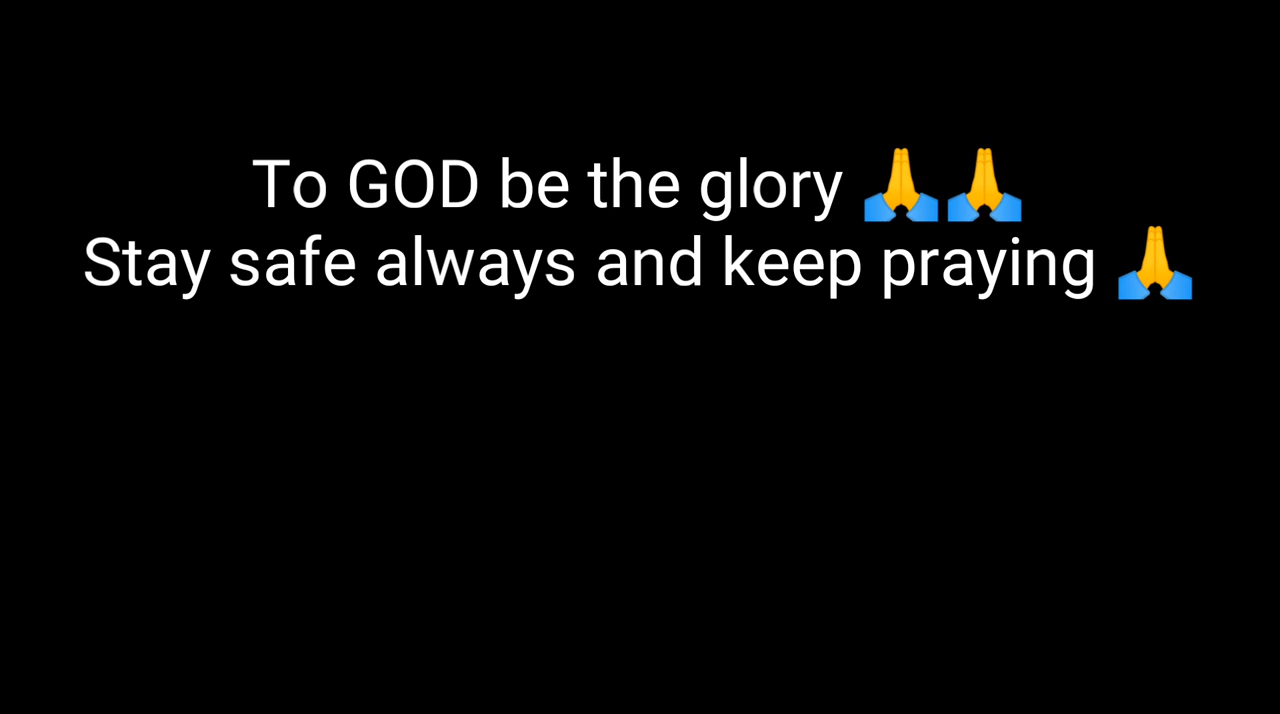 To GOD be the glory 🙏🙏
Stay safe always and keep praying 🙏